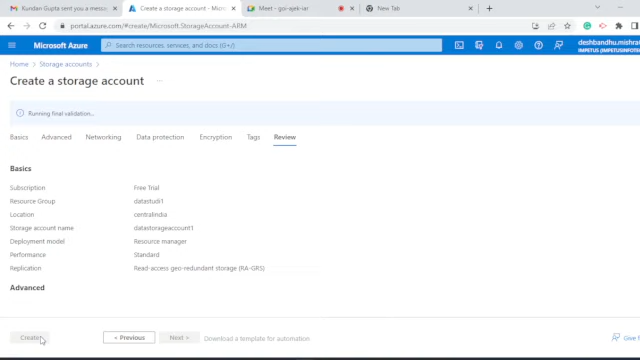 Kundan Gupta sent you a messa
Create a storage account - Micros
Meet - goi-ajek-iar
New Tab
portal.azure.com/#create/Microsoft.StorageAccount-ARM
Microsoft Azure
Search resources, services, and docs (G+/)
deshbandhu.mishra
IMPETUS (IMPETUSINFOT
Home > Storage accounts >
Create a storage account ...
Running final validation...
Basics Advanced Networking Data protection Encryption Tags Review
Basics
Subscription Free Trial
Resource Group datastudi1
Location centralindia
Storage account name datastorageaccount1
Deployment model Resource manager
Performance Standard
Replication Read-access geo-redundant storage (RA-GRS)
Advanced
Create < Previous Next > Download a template for automation
Give f